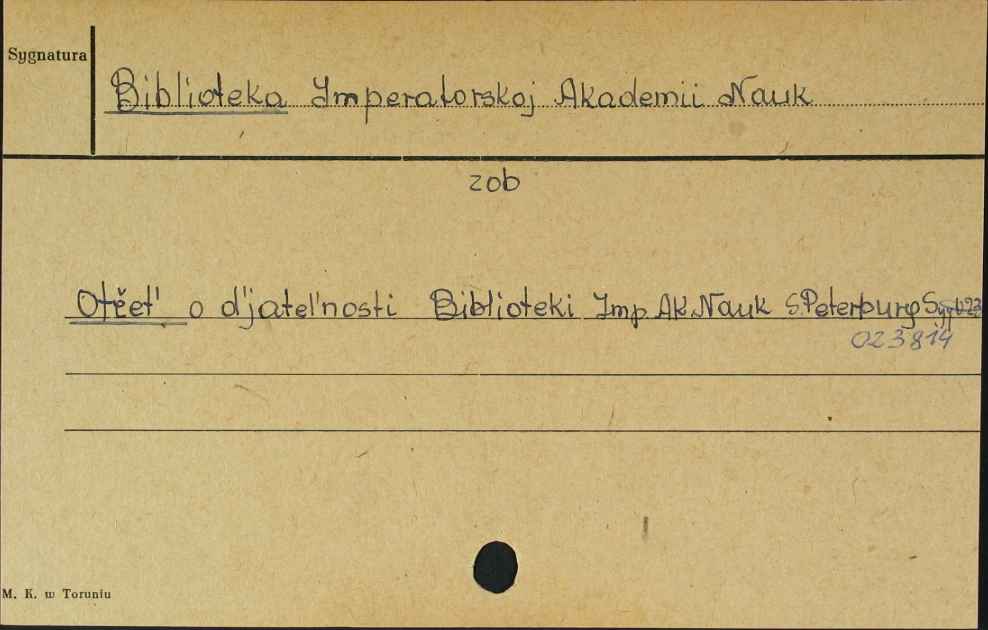 Sygnatura
Biblioteka Imperatorskoj Akademii Nauk
zob
Otčet' o d'jatel'nosti Biblioteki Imp. Ak. Nauk S. Peterburg
023814
M. K. w Toruniu